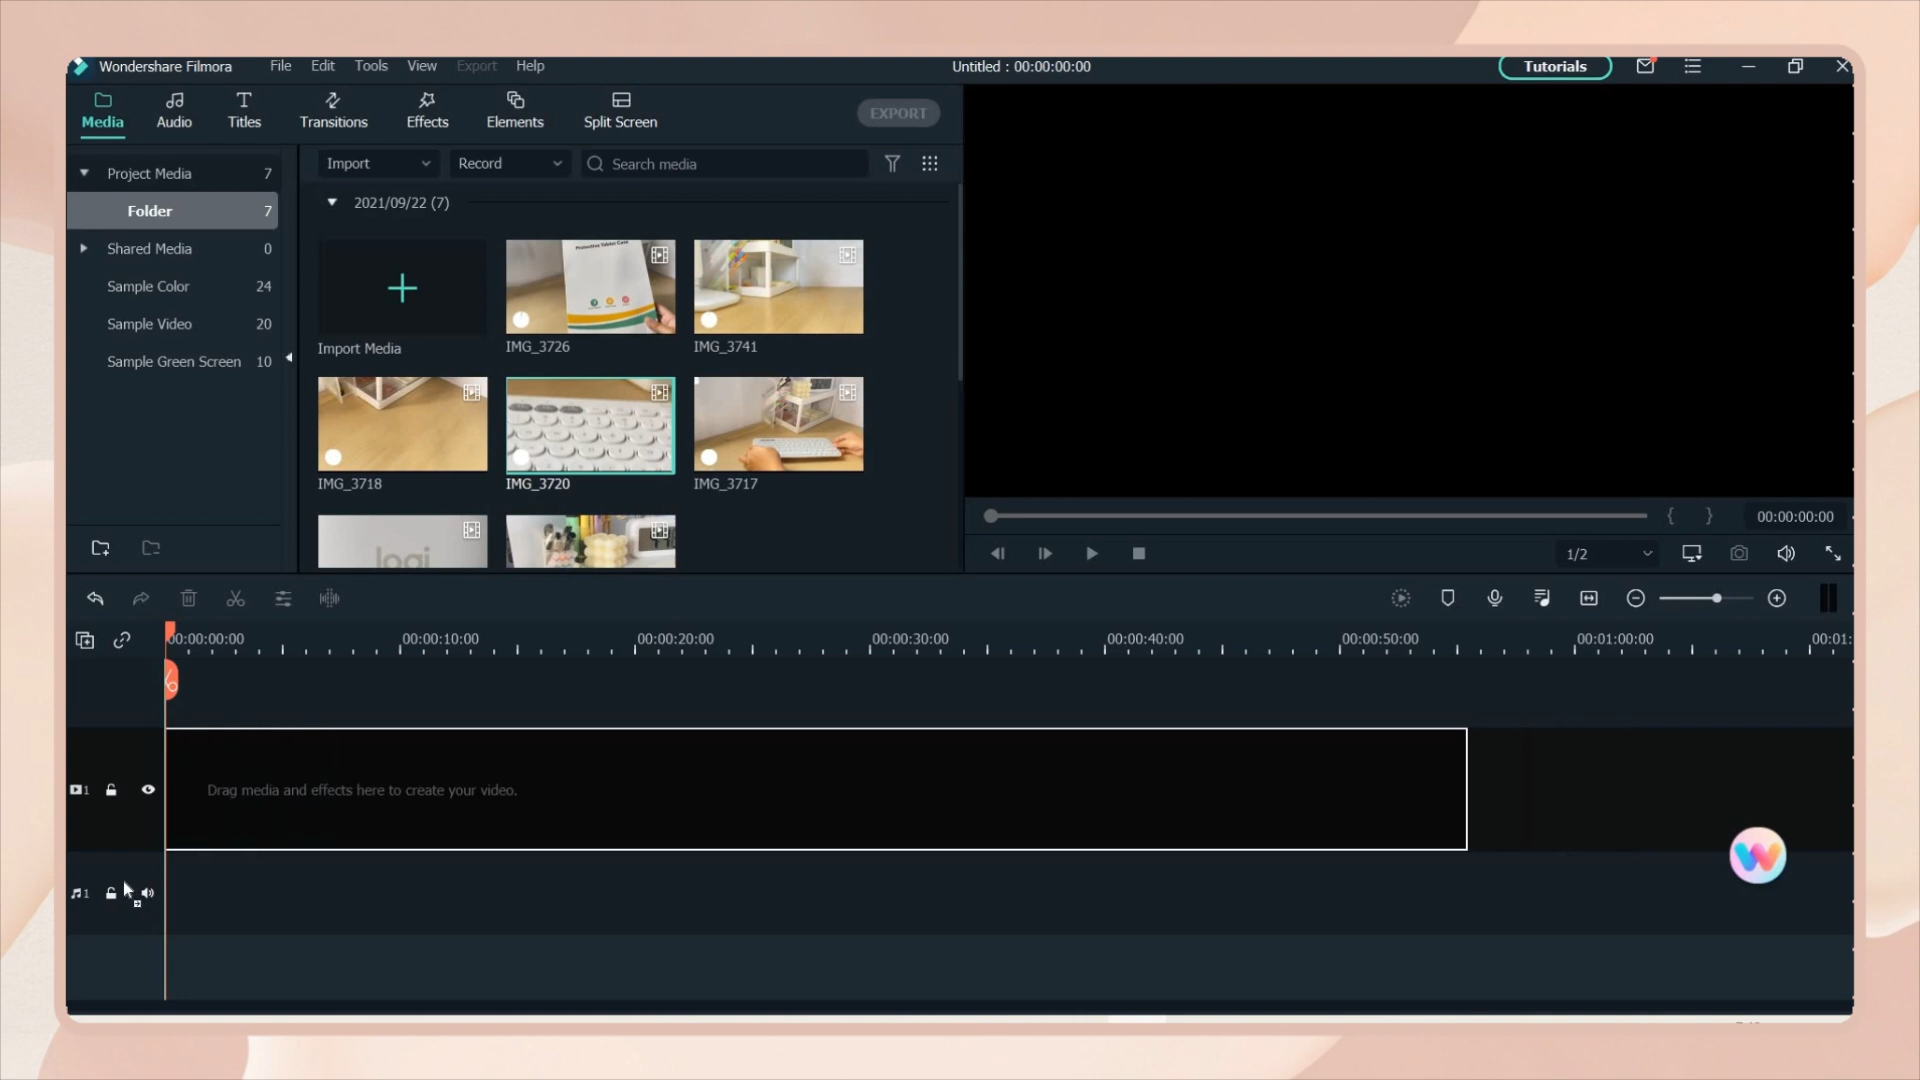 Wondershare Filmora File Edit Tools View Export Help Untitled : 00:00:00:00 Tutorials
Media Audio Titles Transitions Effects Elements Split Screen EXPORT
Project Media 7 Import Record Search media
Folder 7 2021/09/22 (7)
Shared Media 0
Sample Color 24
Sample Video 20
Sample Green Screen 10
Protective Tablet Case
Import Media IMG_3726 IMG_3741
IMG_3718 IMG_3720 IMG_3717
logi
00:00:00:00
1/2
00:00:00:00 00:00:10:00 00:00:20:00 00:00:30:00 00:00:40:00 00:00:50:00 00:01:00:00 00:01:
1 Drag media and effects here to create your video.
1